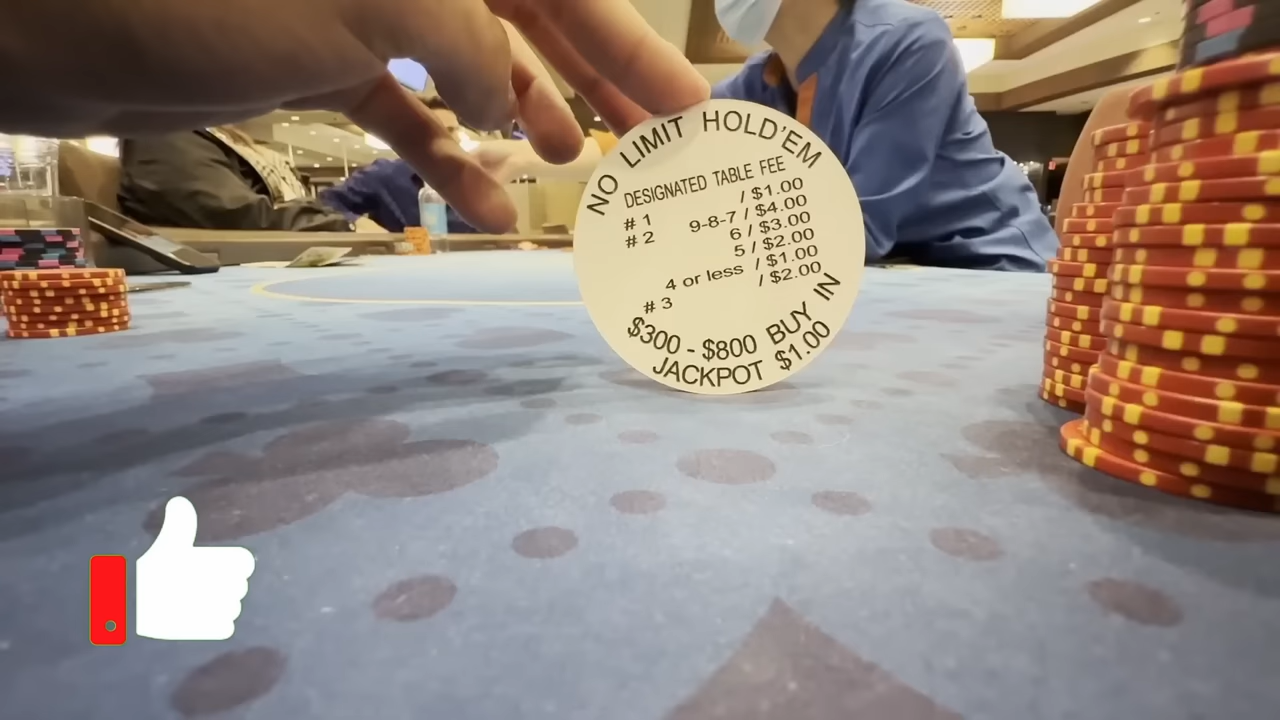 NO LIMIT HOLD'EM
DESIGNATED TABLE FEE
# 1 / $1.00
# 2 9-8-7 / $4.00
6 / $3.00
5 / $2.00
4 or less / $1.00
# 3 / $2.00
$300 - $800 BUY IN
JACKPOT $1.00